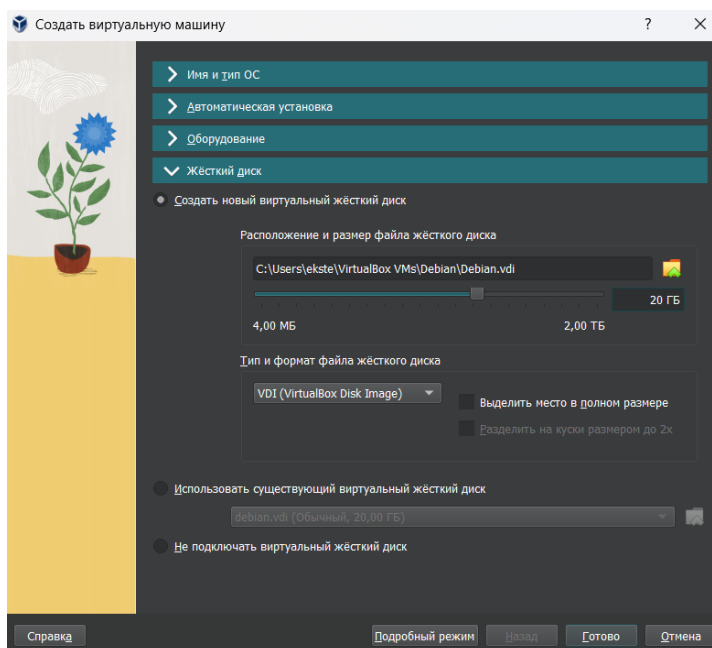 Создать виртуальную машину
Имя и тип ОС
Автоматическая установка
Оборудование
Жёсткий диск
Создать новый виртуальный жёсткий диск
Расположение и размер файла жёсткого диска
C:\Users\ekste\VirtualBox VMs\Debian\Debian.vdi
20 ГБ
4,00 МБ 2,00 ТБ
Тип и формат файла жёсткого диска
VDI (VirtualBox Disk Image)
Выделить место в полном размере
Разделить на куски размером до 2х
Использовать существующий виртуальный жёсткий диск
debian.vdi (Обычный, 20,00 ГБ)
Не подключать виртуальный жёсткий диск
Справка Подробный режим Назад Готово Отмена